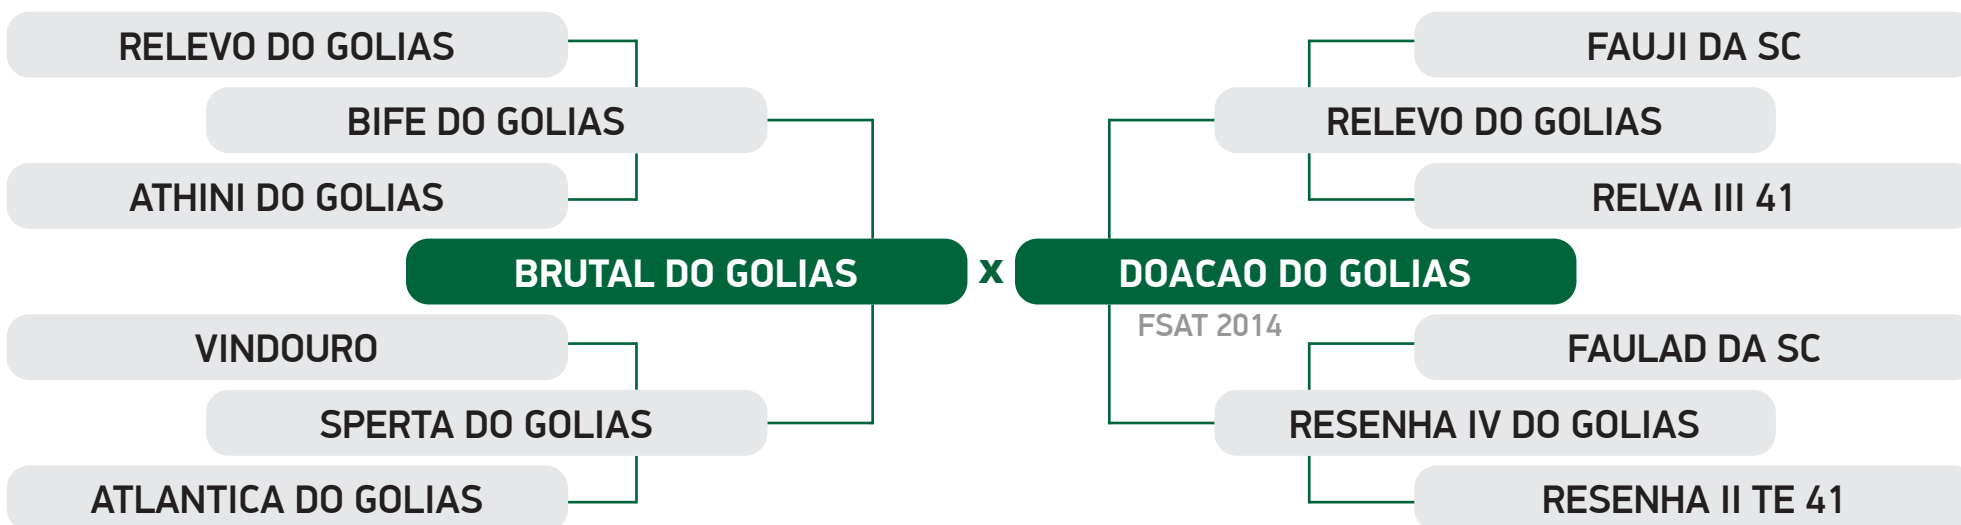 RELEVO DO GOLIAS
FAUJI DA SC
BIFE DO GOLIAS
RELEVO DO GOLIAS
ATHINI DO GOLIAS
RELVA III 41
BRUTAL DO GOLIAS x DOACAO DO GOLIAS
FSAT 2014
VINDOURO
FAULAD DA SC
SPERTA DO GOLIAS
RESENHA IV DO GOLIAS
ATLANTICA DO GOLIAS
RESENHA II TE 41